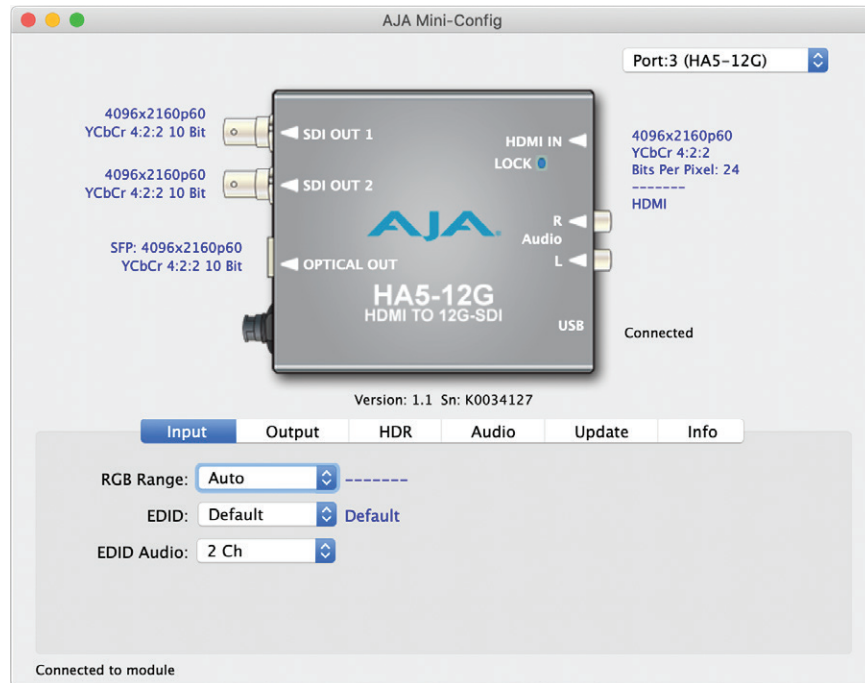 AJA Mini-Config
Port:3 (HA5-12G)
4096x2160p60
YCbCr 4:2:2 10 Bit
4096x2160p60
YCbCr 4:2:2 10 Bit
SFP: 4096x2160p60
YCbCr 4:2:2 10 Bit
SDI OUT 1
SDI OUT 2
OPTICAL OUT
HDMI IN
LOCK
AJA
R
Audio
L
HA5-12G
HDMI TO 12G-SDI
USB
4096x2160p60
YCbCr 4:2:2
Bits Per Pixel: 24
-------
HDMI
Connected
Version: 1.1 Sn: K0034127
Input Output HDR Audio Update Info
RGB Range: Auto -------
EDID: Default Default
EDID Audio: 2 Ch
Connected to module